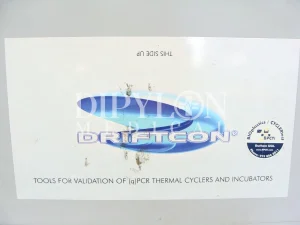 THIS SIDE UP
DIPYLON
DRIFTCON®
TOOLS FOR VALIDATION OF (q)PCR THERMAL CYCLERS AND INCUBATORS